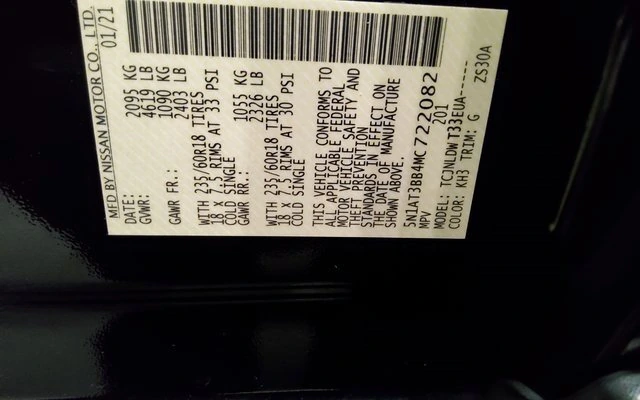 MFD BY NISSAN MOTOR CO., LTD.
DATE: 01/21
GVWR: 2095 KG
4619 LB
GAWR FR.: 1090 KG
2403 LB
WITH 235/60R18 TIRES
18 X 7.5 RIMS AT 33 PSI
COLD SINGLE
GAWR RR.: 1055 KG
2326 LB
WITH 235/60R18 TIRES
18 X 7.5 RIMS AT 30 PSI
COLD SINGLE
THIS VEHICLE CONFORMS TO
ALL APPLICABLE FEDERAL
MOTOR VEHICLE SAFETY AND
THEFT PREVENTION
STANDARDS IN EFFECT ON
THE DATE OF MANUFACTURE
SHOWN ABOVE.
5N1AT3BB4MC722082
MPV 201
MODEL: TCJNLDWT33EUA-----
COLOR: KH3 TRIM: G
ZS30A